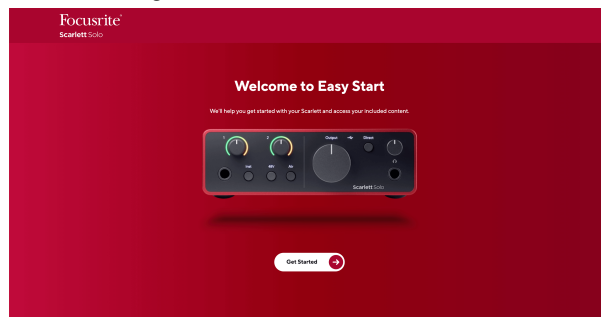 Focusrite®
Scarlett Solo
Welcome to Easy Start
We'll help you get started with your Scarlett and access your included content.
1
2
Output
Direct
Inst
48V
Air
Scarlett Solo
Get Started